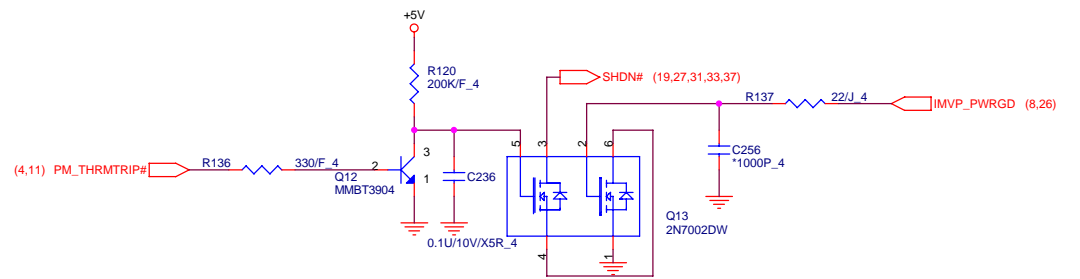 +5V
R120
200K/F_4
SHDN# (19,27,31,33,37)
R137 22/J_4
IMVP_PWRGD (8,26)
3
5
3
2
6
(4,11) PM_THRMTRIP#
R136
330/F_4
2
Q12
MMBT3904
1
C236
C256
*1000P_4
Q13
2N7002DW
0.1U/10V/X5R_4
4
1